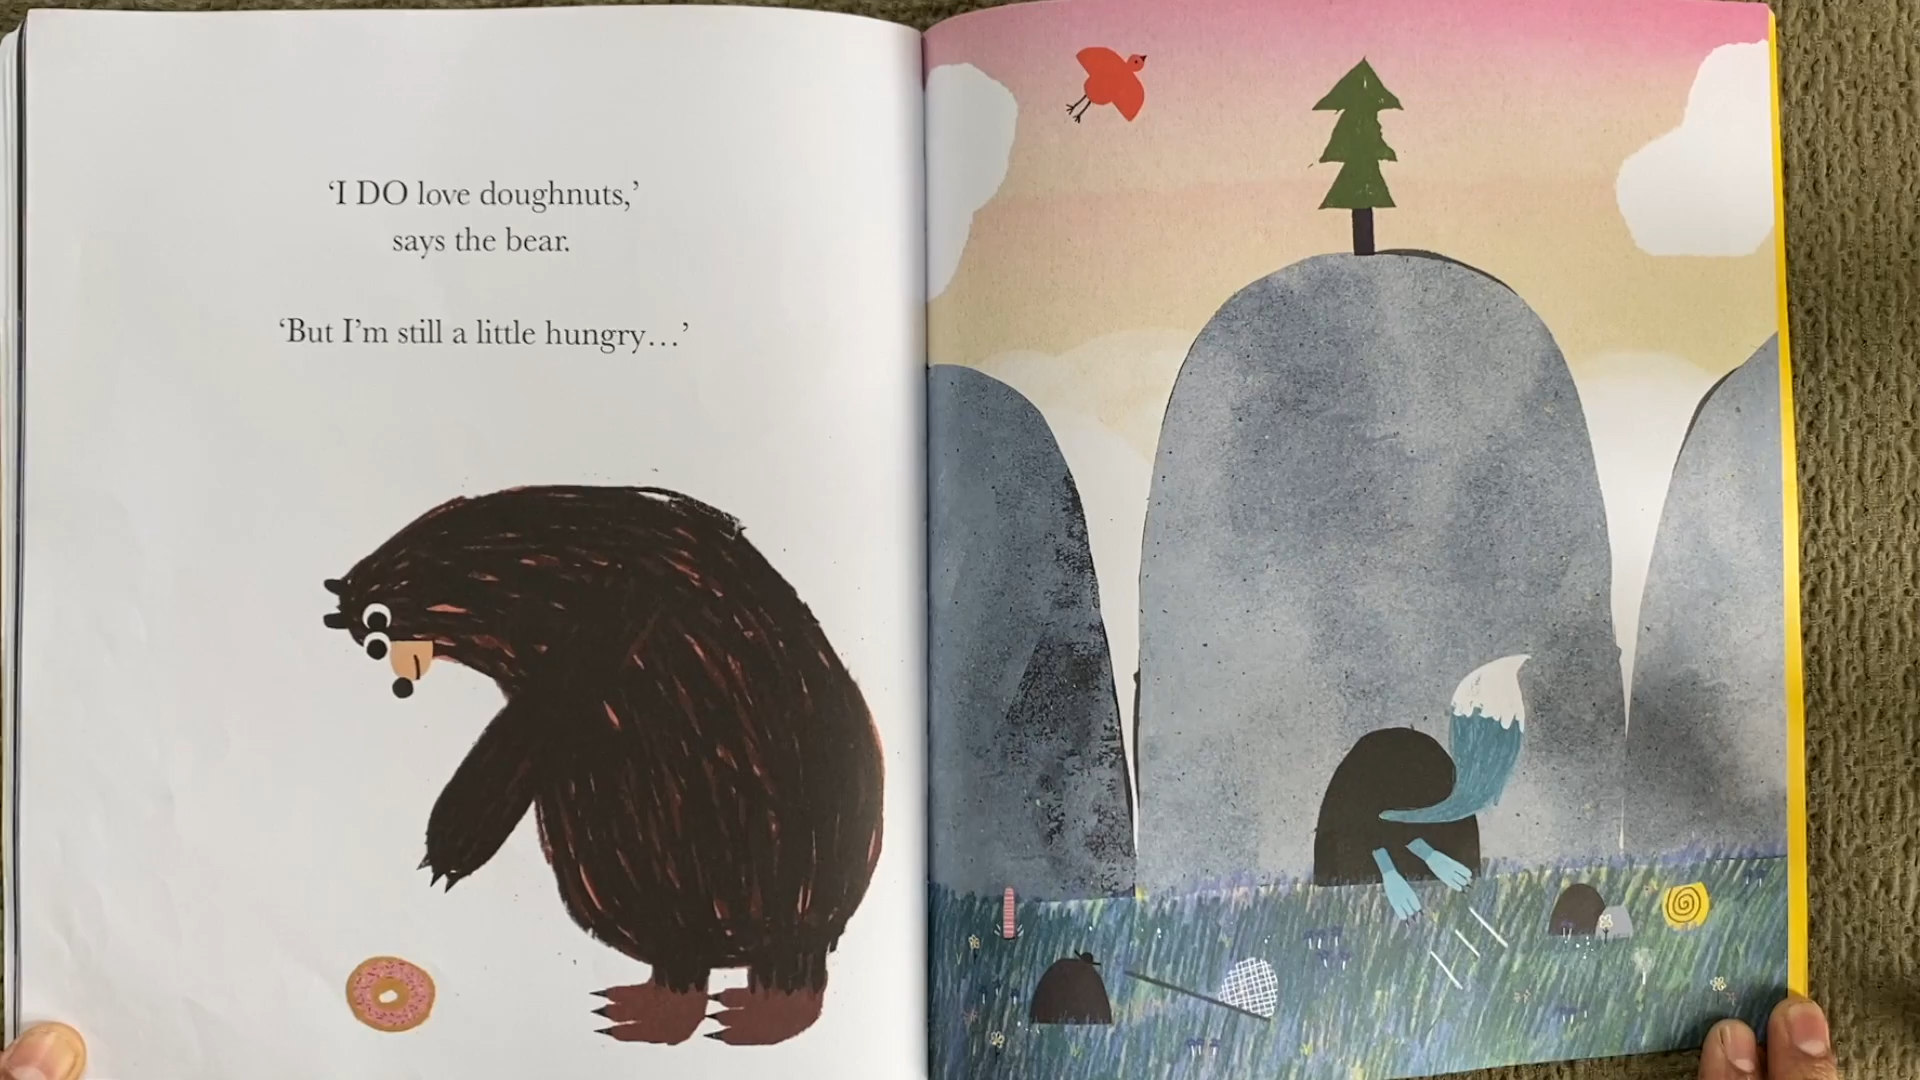 ‘I DO love doughnuts,’
says the bear.
‘But I’m still a little hungry…’